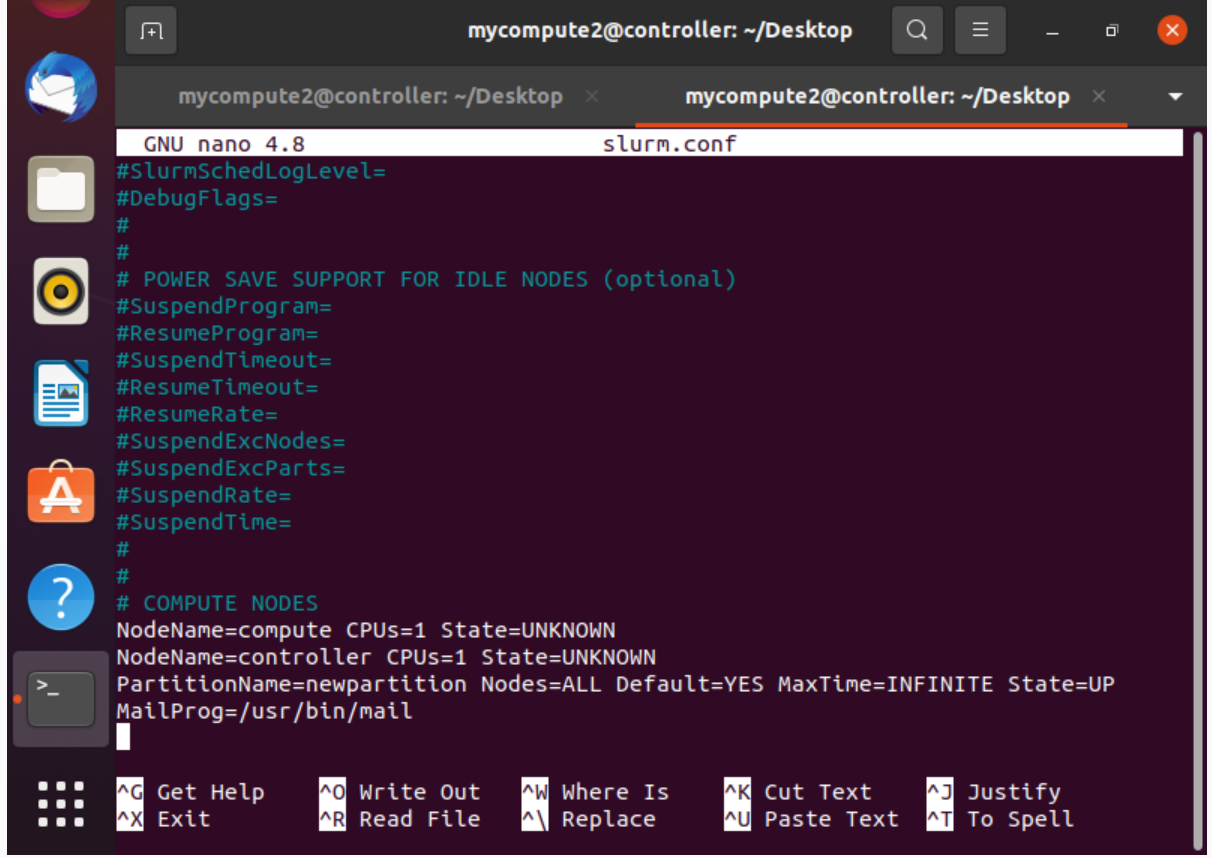 mycompute2@controller: ~/Desktop
mycompute2@controller: ~/Desktop
mycompute2@controller: ~/Desktop
GNU nano 4.8 slurm.conf
#SlurmSchedLogLevel=
#DebugFlags=
#
#
# POWER SAVE SUPPORT FOR IDLE NODES (optional)
#SuspendProgram=
#ResumeProgram=
#SuspendTimeout=
#ResumeTimeout=
#ResumeRate=
#SuspendExcNodes=
#SuspendExcParts=
#SuspendRate=
#SuspendTime=
#
#
# COMPUTE NODES
NodeName=compute CPUs=1 State=UNKNOWN
NodeName=controller CPUs=1 State=UNKNOWN
PartitionName=newpartition Nodes=ALL Default=YES MaxTime=INFINITE State=UP
MailProg=/usr/bin/mail
^G Get Help ^O Write Out ^W Where Is ^K Cut Text ^J Justify
^X Exit ^R Read File ^\ Replace ^U Paste Text ^T To Spell